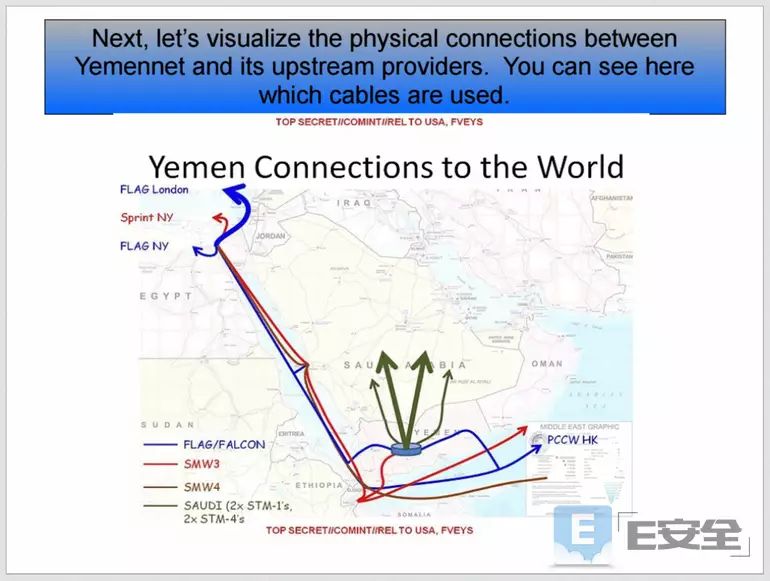 Next, let's visualize the physical connections between
Yemennet and its upstream providers.  You can see here
which cables are used.
TOP SECRET//COMINT//REL TO USA, FVEYS
Yemen Connections to the World
FLAG London
Sprint NY
FLAG NY
IRAQ
IRAN
AFGHANISTAN
JORDAN
PAKISTAN
EGYPT
SAUDI ARABIA
OMAN
SUDAN
ERITREA
YEMEN
MIDDLE EAST GRAPHIC
PCCW HK
FLAG/FALCON
SMW3
ETHIOPIA
SMW4
SAUDI (2x STM-1's,
2x STM-4's
SOMALIA
TOP SECRET//COMINT//REL TO USA, FVEYS
E
E安全